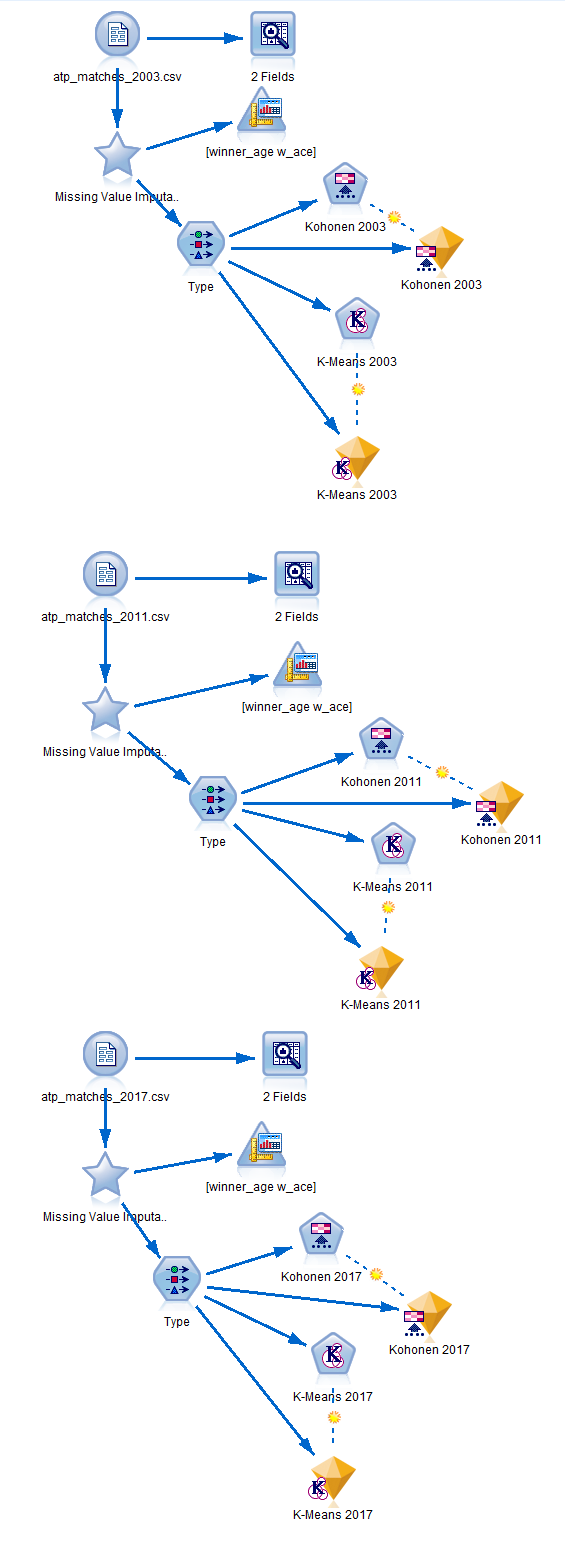 atp_matches_2003.csv
2 Fields
[winner_age w_ace]
Missing Value Imputa..
Kohonen 2003
Type
Kohonen 2003
K-Means 2003
K-Means 2003
atp_matches_2011.csv
2 Fields
[winner_age w_ace]
Missing Value Imputa..
Kohonen 2011
Type
Kohonen 2011
K-Means 2011
K-Means 2011
atp_matches_2017.csv
2 Fields
[winner_age w_ace]
Missing Value Imputa..
Kohonen 2017
Type
Kohonen 2017
K-Means 2017
K-Means 2017